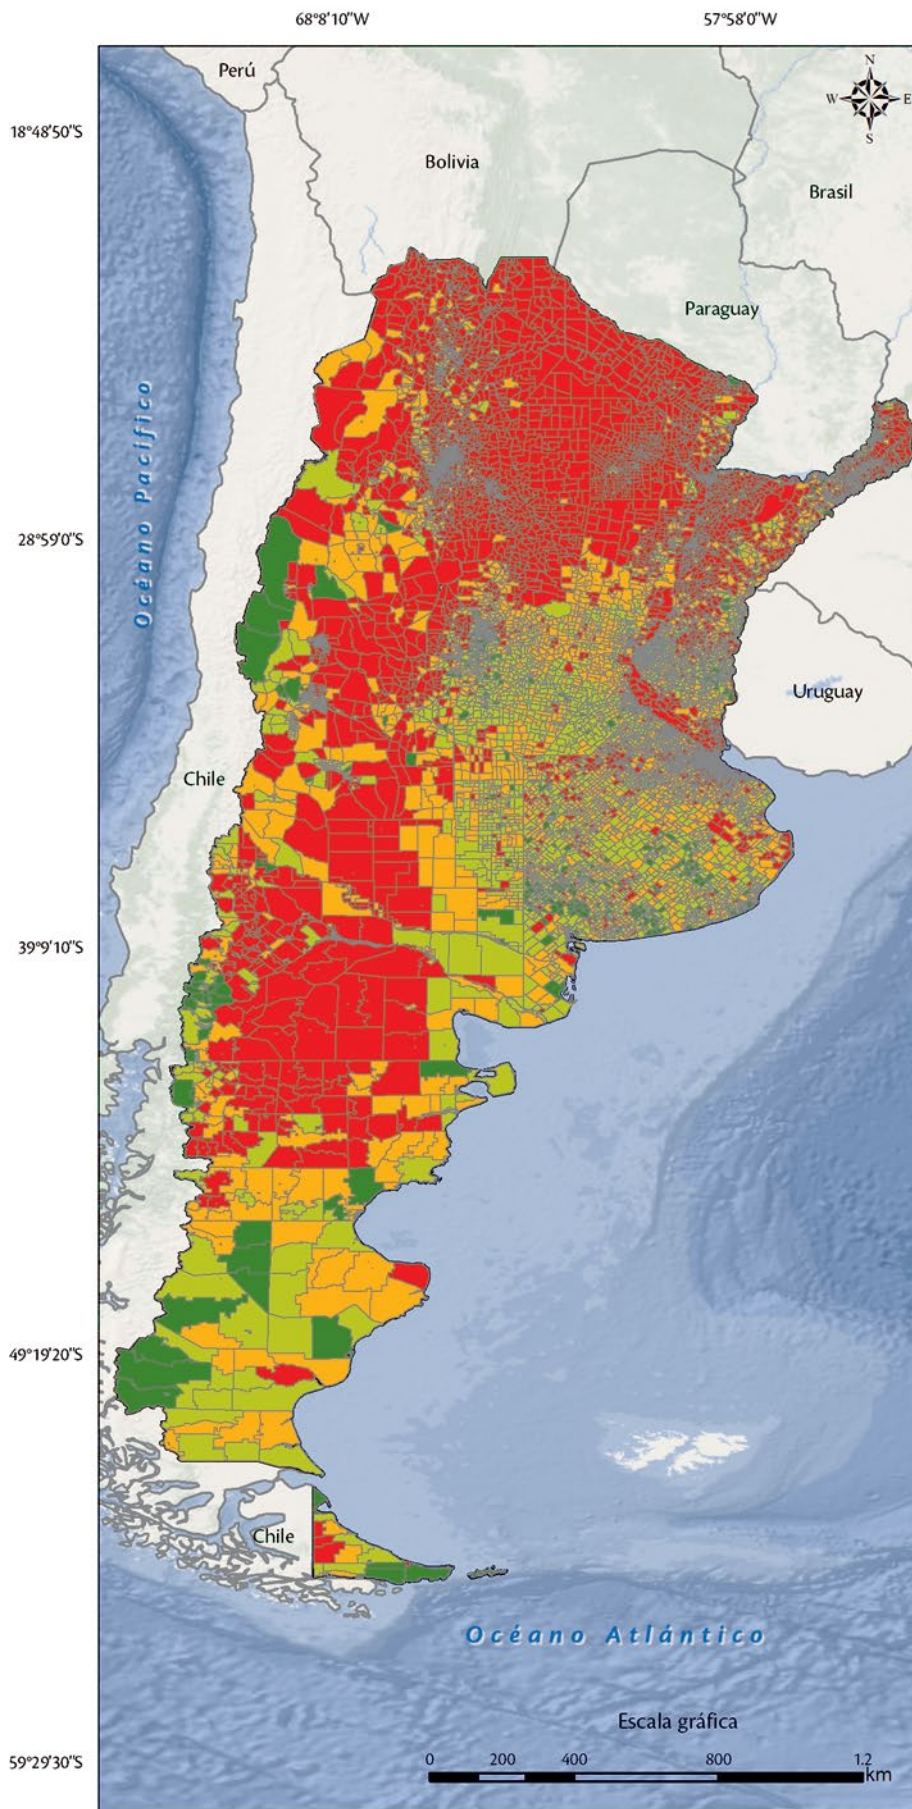 68°8'10"W
57°58'0"W
Perú
N
W
E
S
18°48'50"S
Bolivia
Brasil
Paraguay
Océano Pacífico
28°59'0"S
Uruguay
Chile
39°9'10"S
49°19'20"S
Chile
Océano Atlántico
Escala gráfica
59°29'30"S
0 200 400 800 1.2
km